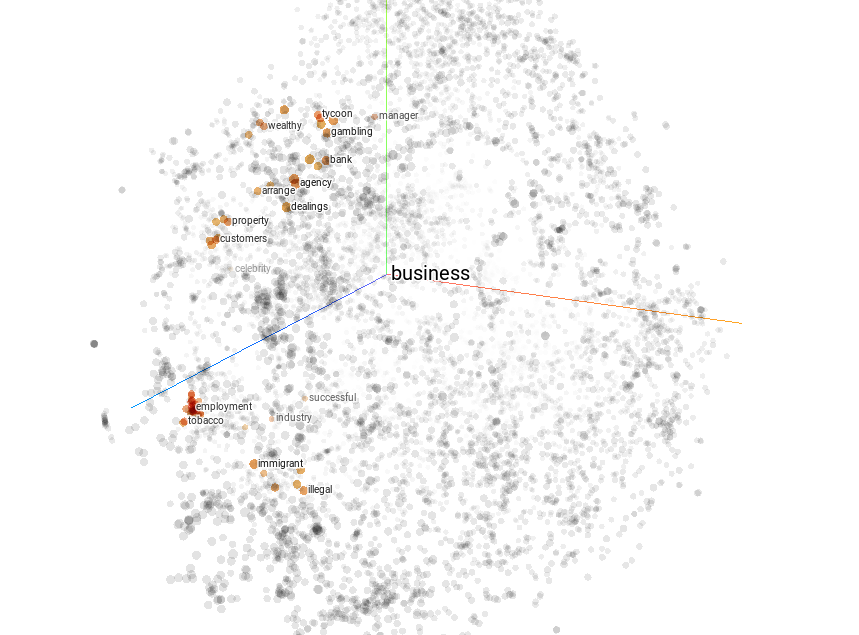 tycoon
manager
wealthy
gambling
bank
agency
arrange
dealings
property
customers
celebrity
business
successful
employment
industry
tobacco
immigrant
illegal